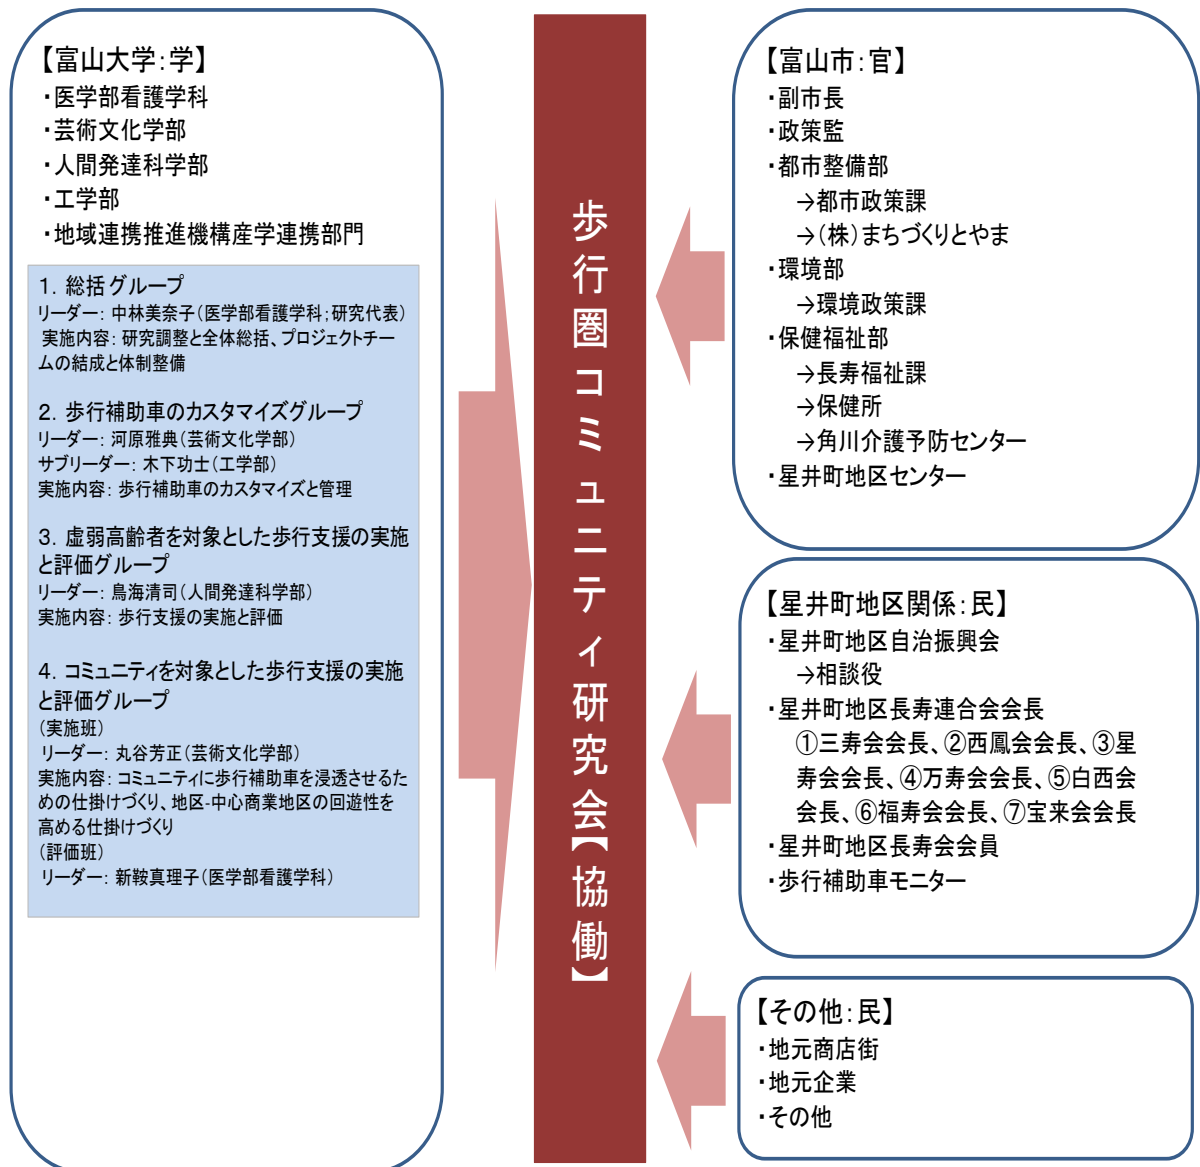 【富山大学:学】
・医学部看護学科
・芸術文化学部
・人間発達科学部
・工学部
・地域連携推進機構産学連携部門
1. 総括グループ
リーダー: 中林美奈子(医学部看護学科;研究代表)
実施内容: 研究調整と全体総括、プロジェクトチー
ムの結成と体制整備
2. 歩行補助車のカスタマイズグループ
リーダー: 河原雅典(芸術文化学部)
サブリーダー: 木下功士(工学部)
実施内容: 歩行補助車のカスタマイズと管理
3. 虚弱高齢者を対象とした歩行支援の実施
と評価グループ
リーダー: 鳥海清司(人間発達科学部)
実施内容: 歩行支援の実施と評価
4. コミュニティを対象とした歩行支援の実施
と評価グループ
(実施班)
リーダー: 丸谷芳正(芸術文化学部)
実施内容: コミュニティに歩行補助車を浸透させるた
めの仕掛けづくり、地区-中心商業地区の回遊性を
高める仕掛けづくり
(評価班)
リーダー: 新鞍真理子(医学部看護学科)
歩行圏コミュニティ研究会【協働】
【富山市:官】
・副市長
・政策監
・都市整備部
→都市政策課
→(株)まちづくりとやま
・環境部
→環境政策課
・保健福祉部
→長寿福祉課
→保健所
→角川介護予防センター
・星井町地区センター
【星井町地区関係:民】
・星井町地区自治振興会
→相談役
・星井町地区長寿連合会会長
①三寿会会長、②西鳳会会長、③星
寿会会長、④万寿会会長、⑤白西会
会長、⑥福寿会会長、⑦宝来会会長
・星井町地区長寿会会員
・歩行補助車モニター
【その他:民】
・地元商店街
・地元企業
・その他